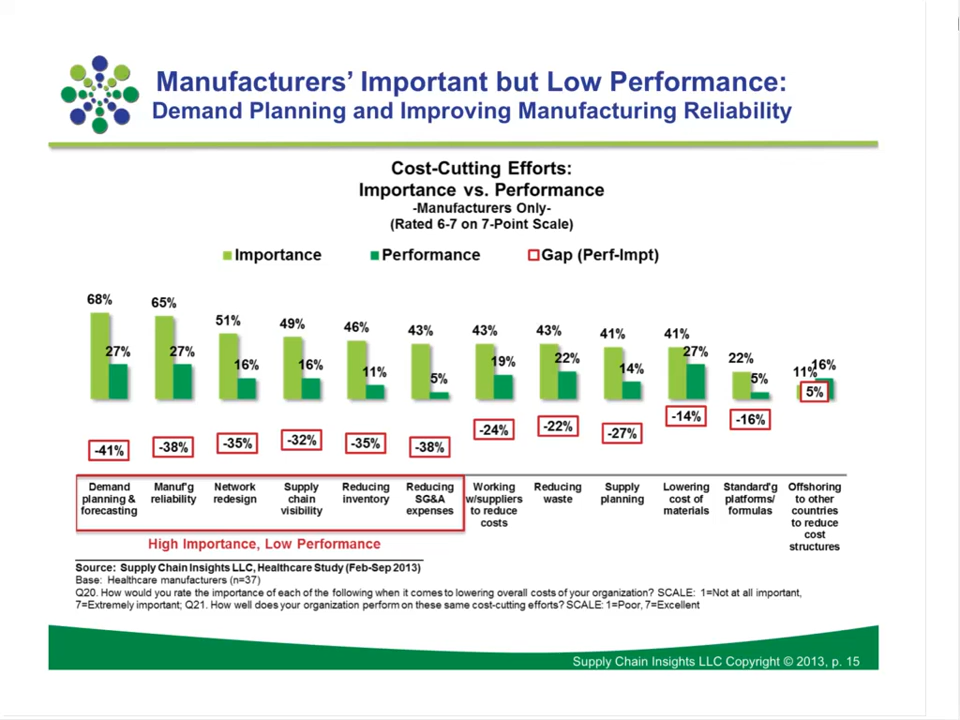 Manufacturers' Important but Low Performance:
Demand Planning and Improving Manufacturing Reliability
Cost-Cutting Efforts:
Importance vs. Performance
-Manufacturers Only-
(Rated 6-7 on 7-Point Scale)
Importance Performance Gap (Perf-Impt)
68% 65% 51% 49% 46% 43% 43% 43% 41% 41% 22% 11%
27% 27% 16% 16% 11% 5% 19% 22% 14% 27% 5% 16%
-41% -38% -35% -32% -35% -38% -24% -22% -27% -14% -16% 5%
Demand
planning &
forecasting
Manuf'g
reliability
Network
redesign
Supply
chain
visibility
Reducing
inventory
Reducing
SG&A
expenses
Working
w/suppliers
to reduce
costs
Reducing
waste
Supply
planning
Lowering
cost of
materials
Standard'g
platforms/
formulas
Offshoring
to other
countries
to reduce
cost
structures
High Importance, Low Performance
Source: Supply Chain Insights LLC, Healthcare Study (Feb-Sep 2013)
Base: Healthcare manufacturers (n=37)
Q20. How would you rate the importance of each of the following when it comes to lowering overall costs of your organization? SCALE: 1=Not at all important,
7=Extremely important; Q21. How well does your organization perform on these same cost-cutting efforts? SCALE: 1=Poor, 7=Excellent
Supply Chain Insights LLC Copyright © 2013, p. 15